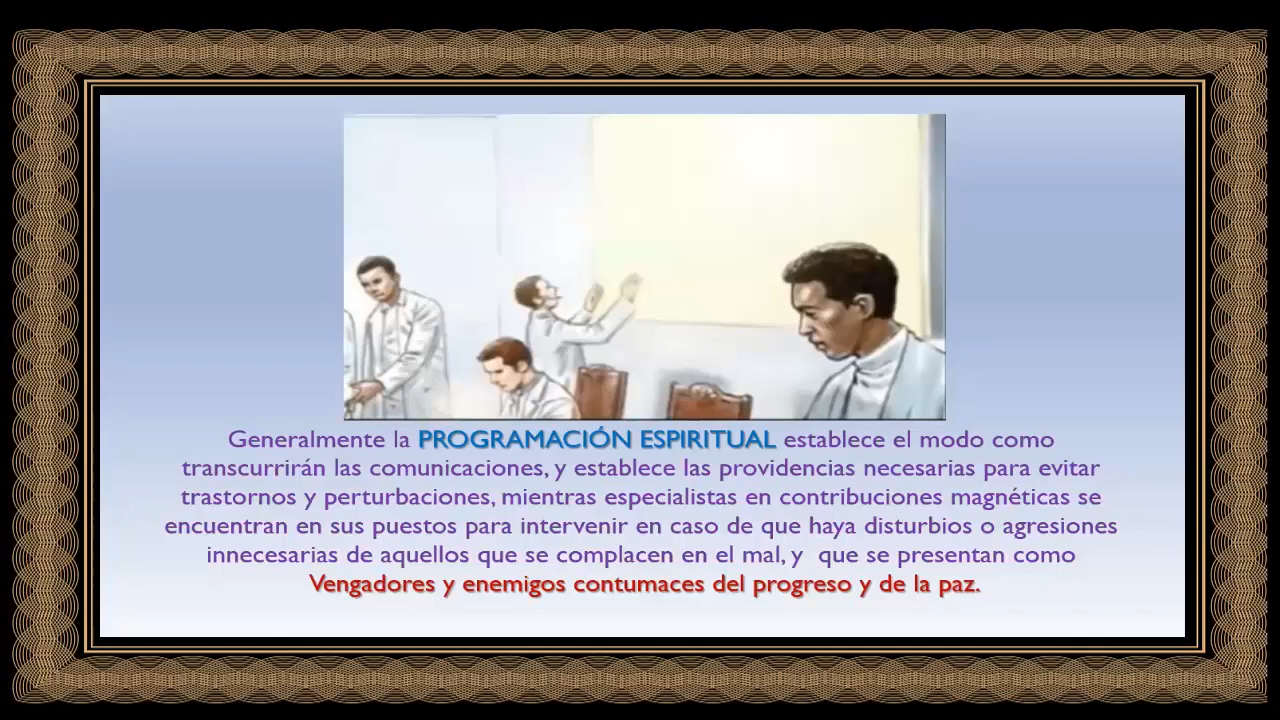 Generalmente la PROGRAMACIÓN ESPIRITUAL establece el modo como
transcurrirán las comunicaciones, y establece las providencias necesarias para evitar
trastornos y perturbaciones, mientras especialistas en contribuciones magnéticas se
encuentran en sus puestos para intervenir en caso de que haya disturbios o agresiones
innecesarias de aquellos que se complacen en el mal, y  que se presentan como
Vengadores y enemigos contumaces del progreso y de la paz.